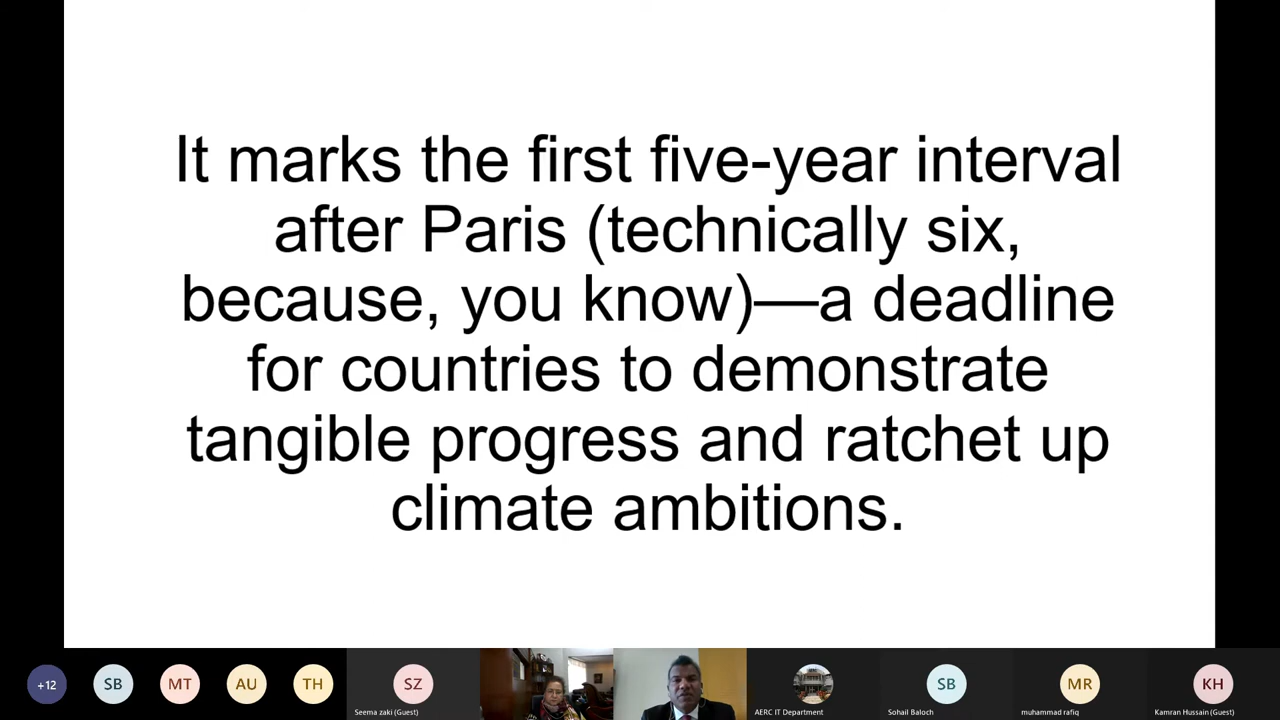 It marks the first five-year interval
after Paris (technically six,
because, you know)—a deadline
for countries to demonstrate
tangible progress and ratchet up
climate ambitions.
+12
SB
MT
AU
TH
SZ
Seema zaki (Guest)
AERC IT Department
SB
Sohail Baloch
MR
muhammad rafiq
KH
Kamran Hussain (Guest)